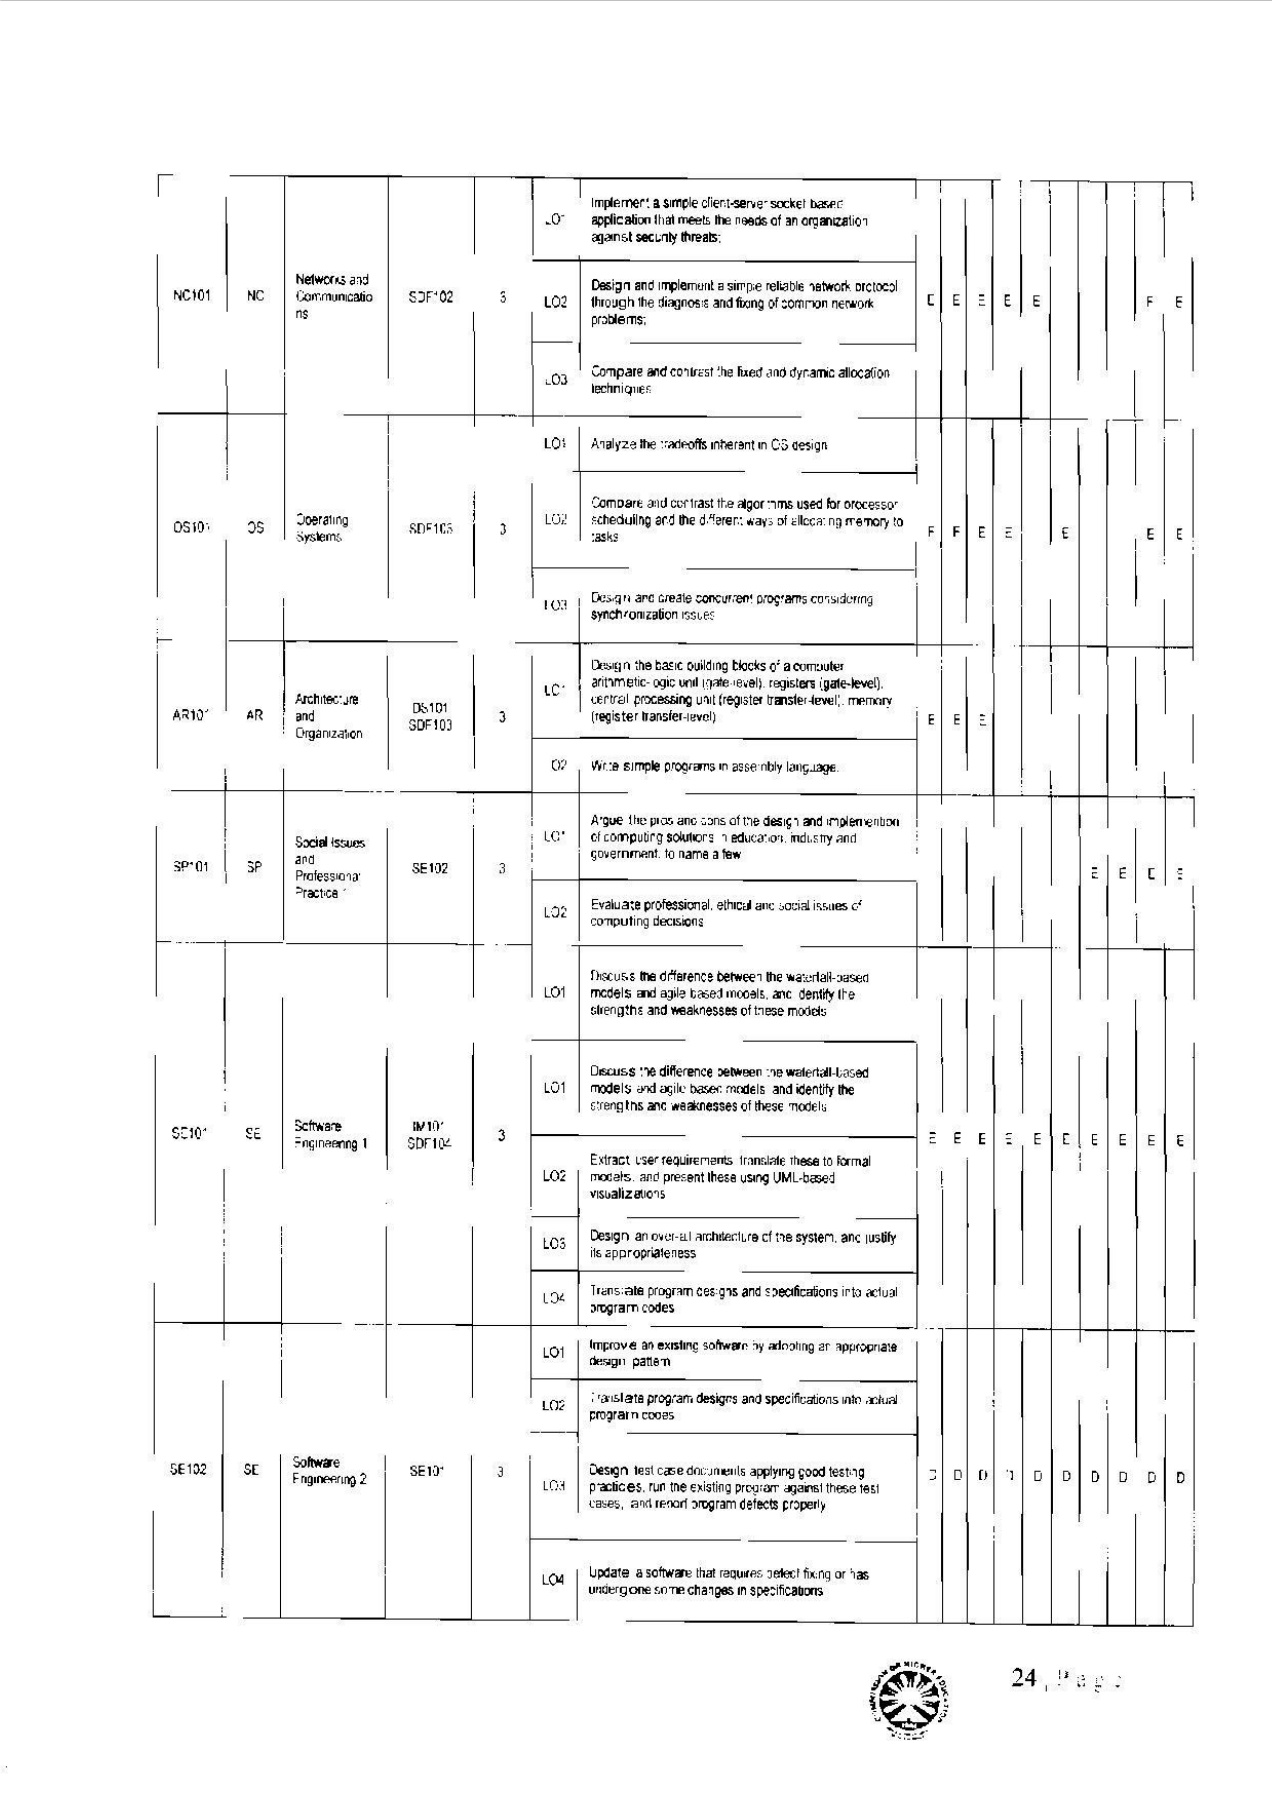 Implement a simple client-server socket based
LO1 application that meets the needs of an organization
against security threats;
NC101 NC Networks and Communicatio ns SDF102 3
LO2 Design and implement a simple reliable network protocol
through the diagnosis and fixing of common network
problems;
E E E E E E
LO3 Compare and contrast the fixed and dynamic allocation
techniques
LO1 Analyze the tradeoffs inherent in OS design
OS101 OS Operating Systems 3
LO2 Compare and contrast the algorithms used for processor
scheduling and the different ways of allocating memory to
tasks
E E E E E
LO3 Design and create concurrent programs considering
synchronization issues
AR101 AR Architecture and Organization
SDF103 3
LO1 Design the basic building blocks of a computer
arithmetic-logic unit (gate-level), registers (gate-level),
central processing unit (register transfer-level), memory
(register transfer-level)
E E E
LO2 Write simple programs in assembly language.
SP101 SP Social Issues and Professional Practice 1 SE102 3
LO1 Argue the pros and cons of the design and
of computing solutions in education, industry and
government, to name a few
E E E
LO2 Evaluate professional, ethical and social issues of
computing decisions
SE101 SE Software Engineering 1 IM101 SDF104 3
LO1 Discuss the difference between the waterfall-based
models and agile based models, and identify the
strengths and weaknesses of these models
LO1 Discuss the difference between the waterfall-based
models and agile based models and identify the
strengths and weaknesses of these models
E E E E E E E E E E
LO2 Extract user requirements, translate these to formal
models, and present these using UML-based
visualizations
LO3 Design an over-all architecture of the system, and justify
its appropriateness
LO4 Translate program designs and specifications into actual
program codes
SE102 SE Software Engineering 2 SE101 3
LO1 Improve an existing software by adopting an appropriate
design pattern
LO2 Translate program designs and specifications into actual
program codes
LO3 Design test case documents applying good testing
practices, run the existing program against these test
cases, and report program defects properly
D D D D D D D D D D
LO4 Update a software that requires defect fixing or has
undergone some changes in specifications
COMMISSION ON HIGHER EDUCATION
24 | Page